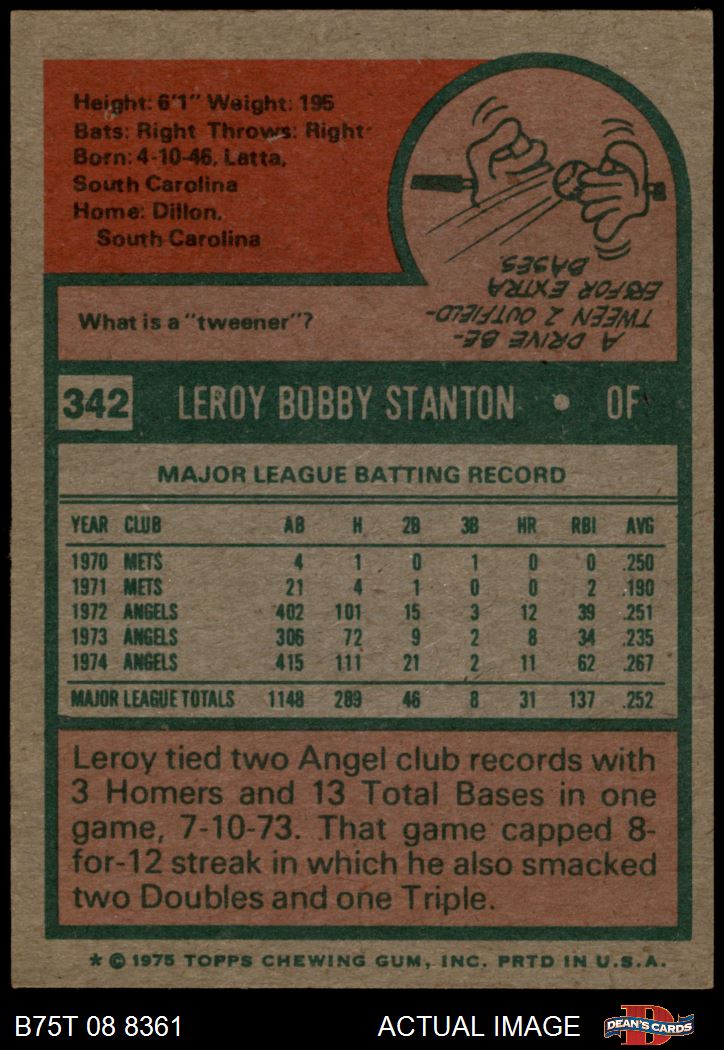 Height: 6'1" Weight: 195
Bats: Right Throws: Right
Born: 4-10-46, Latta,
South Carolina
Home: Dillon,
South Carolina
What is a "tweener"?
A DRIVE BE-
TWEEN 2 OUTFIELD-
ERS FOR EXTRA
BASES.
342 LEROY BOBBY STANTON • OF
MAJOR LEAGUE BATTING RECORD
YEAR CLUB AB H 2B 3B HR RBI AVG
1970 METS 4 1 0 1 0 0 .250
1971 METS 21 4 1 0 0 2 .190
1972 ANGELS 402 101 15 3 12 39 .251
1973 ANGELS 306 72 9 2 8 34 .235
1974 ANGELS 415 111 21 2 11 62 .267
MAJOR LEAGUE TOTALS 1148 289 46 8 31 137 .252
Leroy tied two Angel club records with
3 Homers and 13 Total Bases in one
game, 7-10-73. That game capped 8-
for-12 streak in which he also smacked
two Doubles and one Triple.
* © 1975 TOPPS CHEWING GUM, INC. PRTD IN U.S.A.
B75T 08 8361 ACTUAL IMAGE DEAN'S CARDS